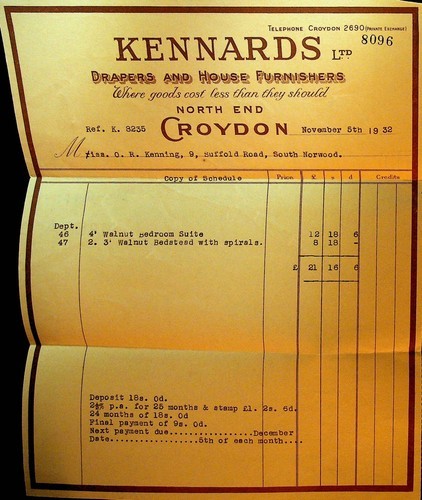 TELEPHONE CROYDON 2690 (PRIVATE EXCHANGE)
8096
KENNARDS LTD
DRAPERS AND HOUSE FURNISHERS
Where goods cost less than they should
NORTH END
Ref. K. 8235 CROYDON November 5th 1932
M iss. O. R. Kenning, 9, Suffold Road, South Norwood.
Copy of Schedule Price £ s d Credits
Dept.
46 4' Walnut Bedroom Suite 12 18 6
47 2. 3' Walnut Bedstead with spirals. 8 18 -
£ 21 16 6
Deposit 18s. 0d.
2½% p.a. for 25 months & stamp £1. 2s. 6d.
24 months of 18s. 0d
Final payment of 9s. 0d.
Next payment due...............December
Date................5th of each month....